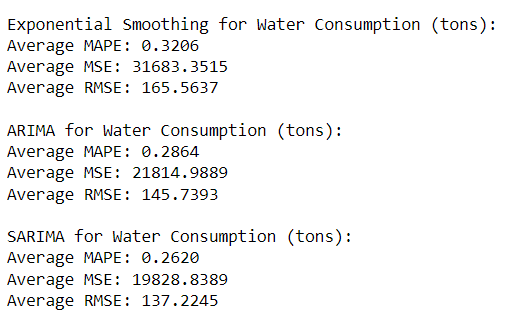 Exponential Smoothing for Water Consumption (tons):
Average MAPE: 0.3206
Average MSE: 31683.3515
Average RMSE: 165.5637
ARIMA for Water Consumption (tons):
Average MAPE: 0.2864
Average MSE: 21814.9889
Average RMSE: 145.7393
SARIMA for Water Consumption (tons):
Average MAPE: 0.2620
Average MSE: 19828.8389
Average RMSE: 137.2245